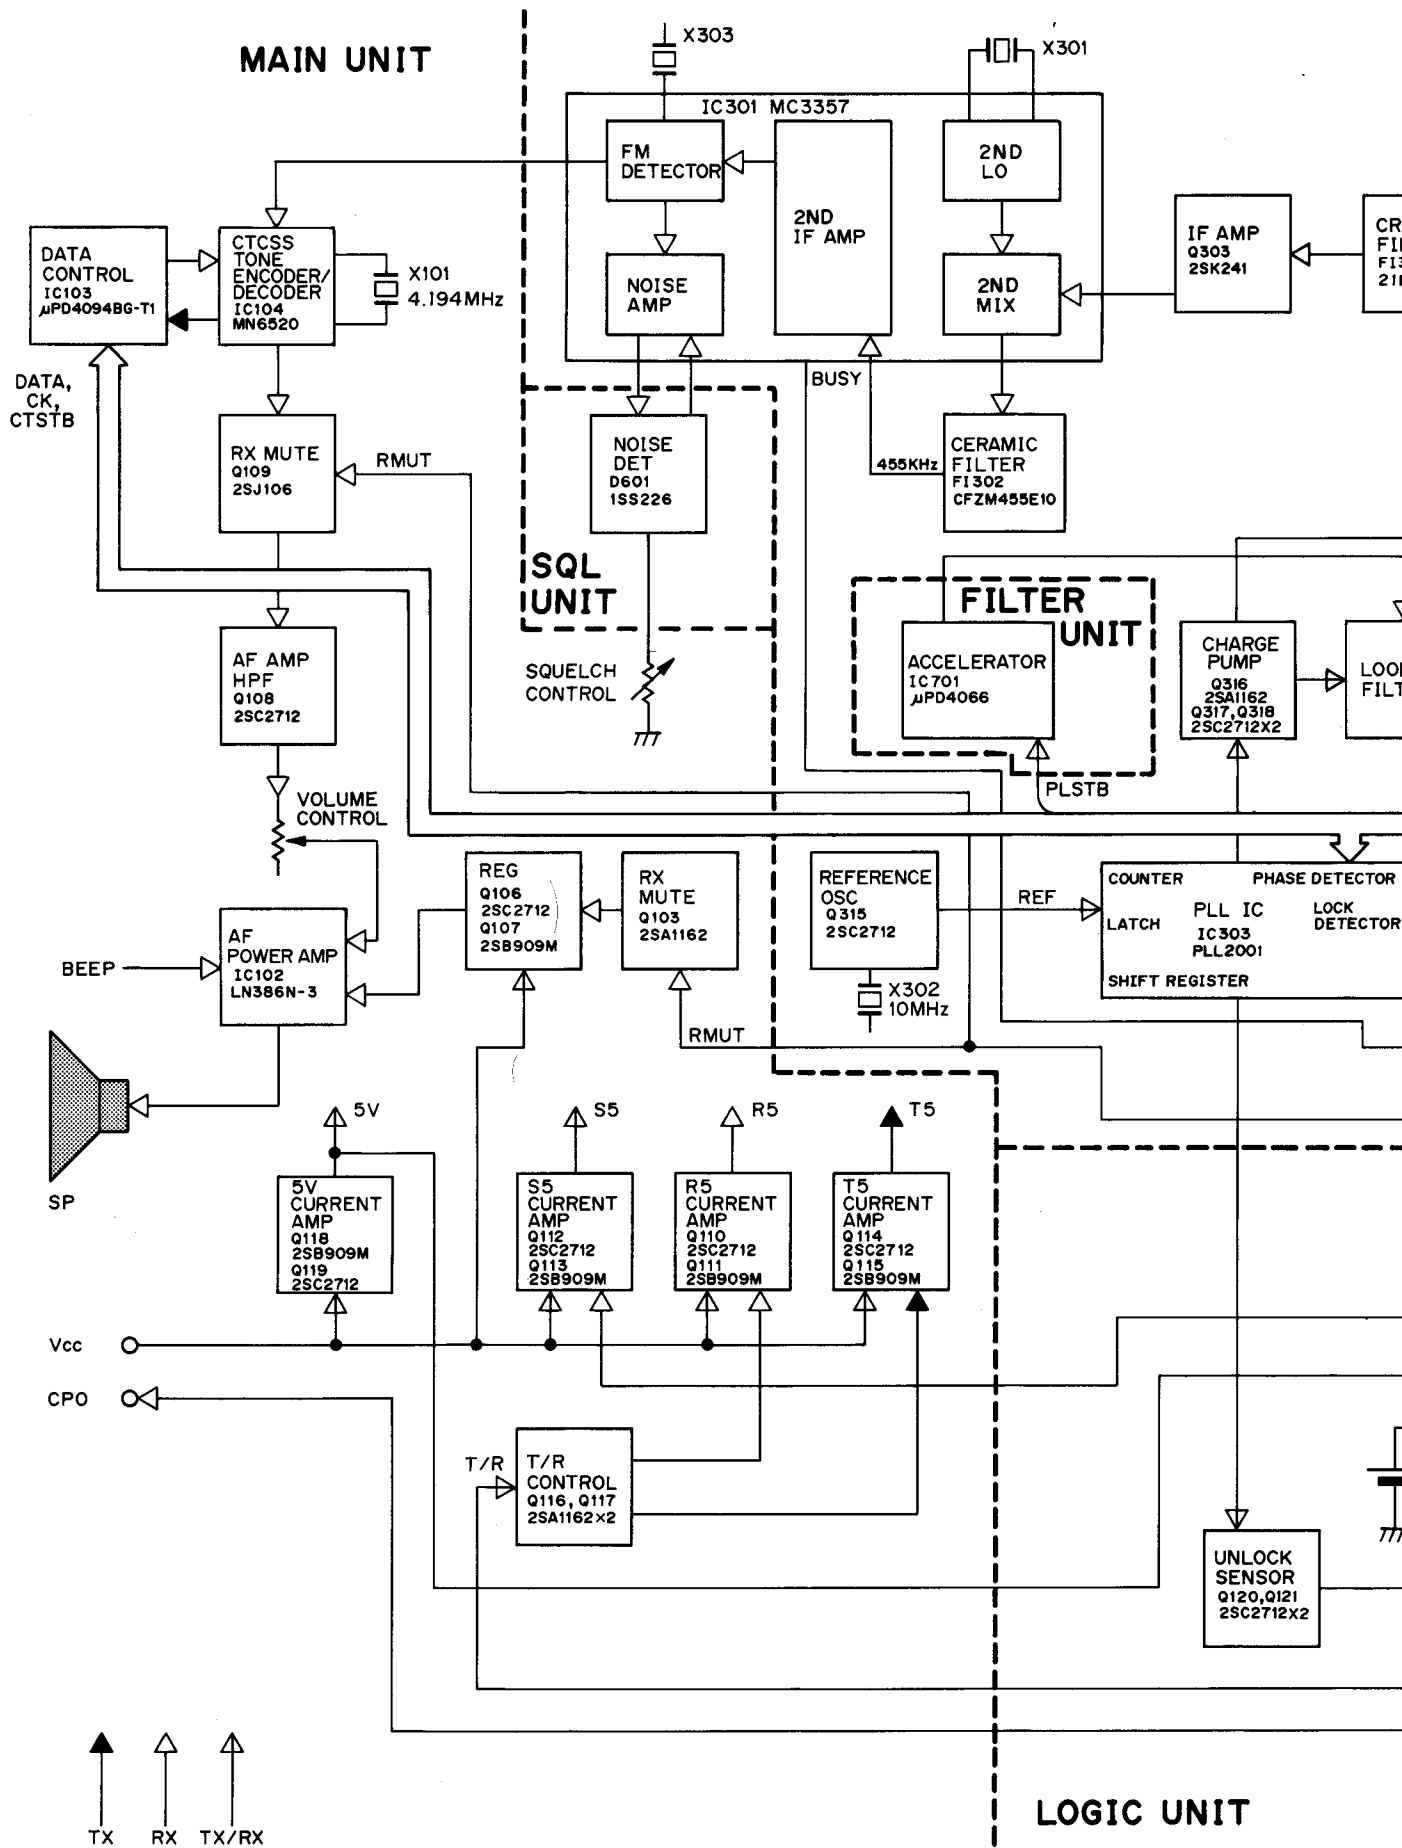 MAIN UNIT
X303
X301
IC301 MC3357
FM
DETECTOR
2ND
IF AMP
2ND
LO
NOISE
AMP
2ND
MIX
IF AMP
Q303
2SK241
DATA
CONTROL
IC103
µPD4094BG-T1
CTCSS
TONE
ENCODER/
DECODER
IC104
MN6520
X101
4.194MHz
DATA,
CK,
CTSTB
BUSY
RX MUTE
Q109
2SJ106
RMUT
NOISE
DET
D601
1SS226
455KHz
CERAMIC
FILTER
FI302
CFZM455E10
SQL
UNIT
FILTER
UNIT
AF AMP
HPF
Q108
2SC2712
SQUELCH
CONTROL
ACCELERATOR
IC701
µPD4066
CHARGE
PUMP
Q316
2SA1162
Q317,Q318
2SC2712X2
PLSTB
VOLUME
CONTROL
REG
Q106
2SC2712
Q107
2SB909M
RX
MUTE
Q103
2SA1162
REFERENCE
OSC
Q315
2SC2712
REF
COUNTER
PHASE DETECTOR
LATCH
PLL IC
IC303
PLL2001
LOCK
DETECTOR
SHIFT REGISTER
AF
POWER AMP
IC102
LN386N-3
BEEP
X302
10MHz
RMUT
SP
5V
S5
R5
T5
5V
CURRENT
AMP
Q118
2SB909M
Q119
2SC2712
S5
CURRENT
AMP
Q112
2SC2712
Q113
2SB909M
R5
CURRENT
AMP
Q110
2SC2712
Q111
2SB909M
T5
CURRENT
AMP
Q114
2SC2712
Q115
2SB909M
Vcc
CPO
T/R
T/R
CONTROL
Q116,Q117
2SA1162×2
UNLOCK
SENSOR
Q120,Q121
2SC2712X2
TX
RX
TX/RX
LOGIC UNIT